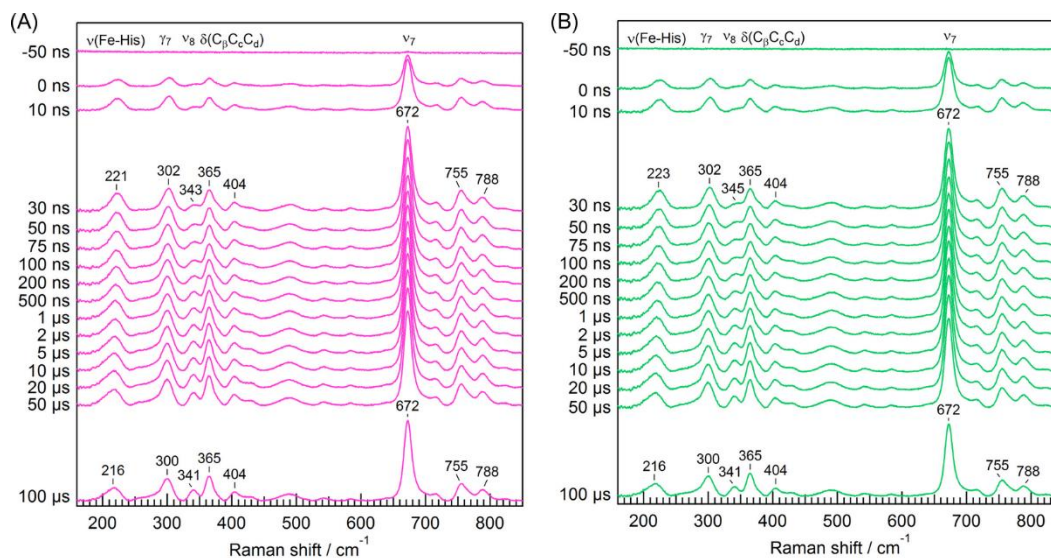 (A)
ν(Fe-His) γ7 ν8 δ(CβCcCd) ν7
-50 ns
0 ns
10 ns
672
221 302 343 365 404 755 788
30 ns
50 ns
75 ns
100 ns
200 ns
500 ns
1 µs
2 µs
5 µs
10 µs
20 µs
50 µs
672
216 300 341 365 404 755 788
100 µs
200 300 400 500 600 700 800
Raman shift / cm-1
(B)
ν(Fe-His) γ7 ν8 δ(CβCcCd) ν7
-50 ns
0 ns
10 ns
672
223 302 345 365 404 755 788
30 ns
50 ns
75 ns
100 ns
200 ns
500 ns
1 µs
2 µs
5 µs
10 µs
20 µs
50 µs
672
216 300 341 365 404 755 788
100 µs
200 300 400 500 600 700 800
Raman shift / cm-1